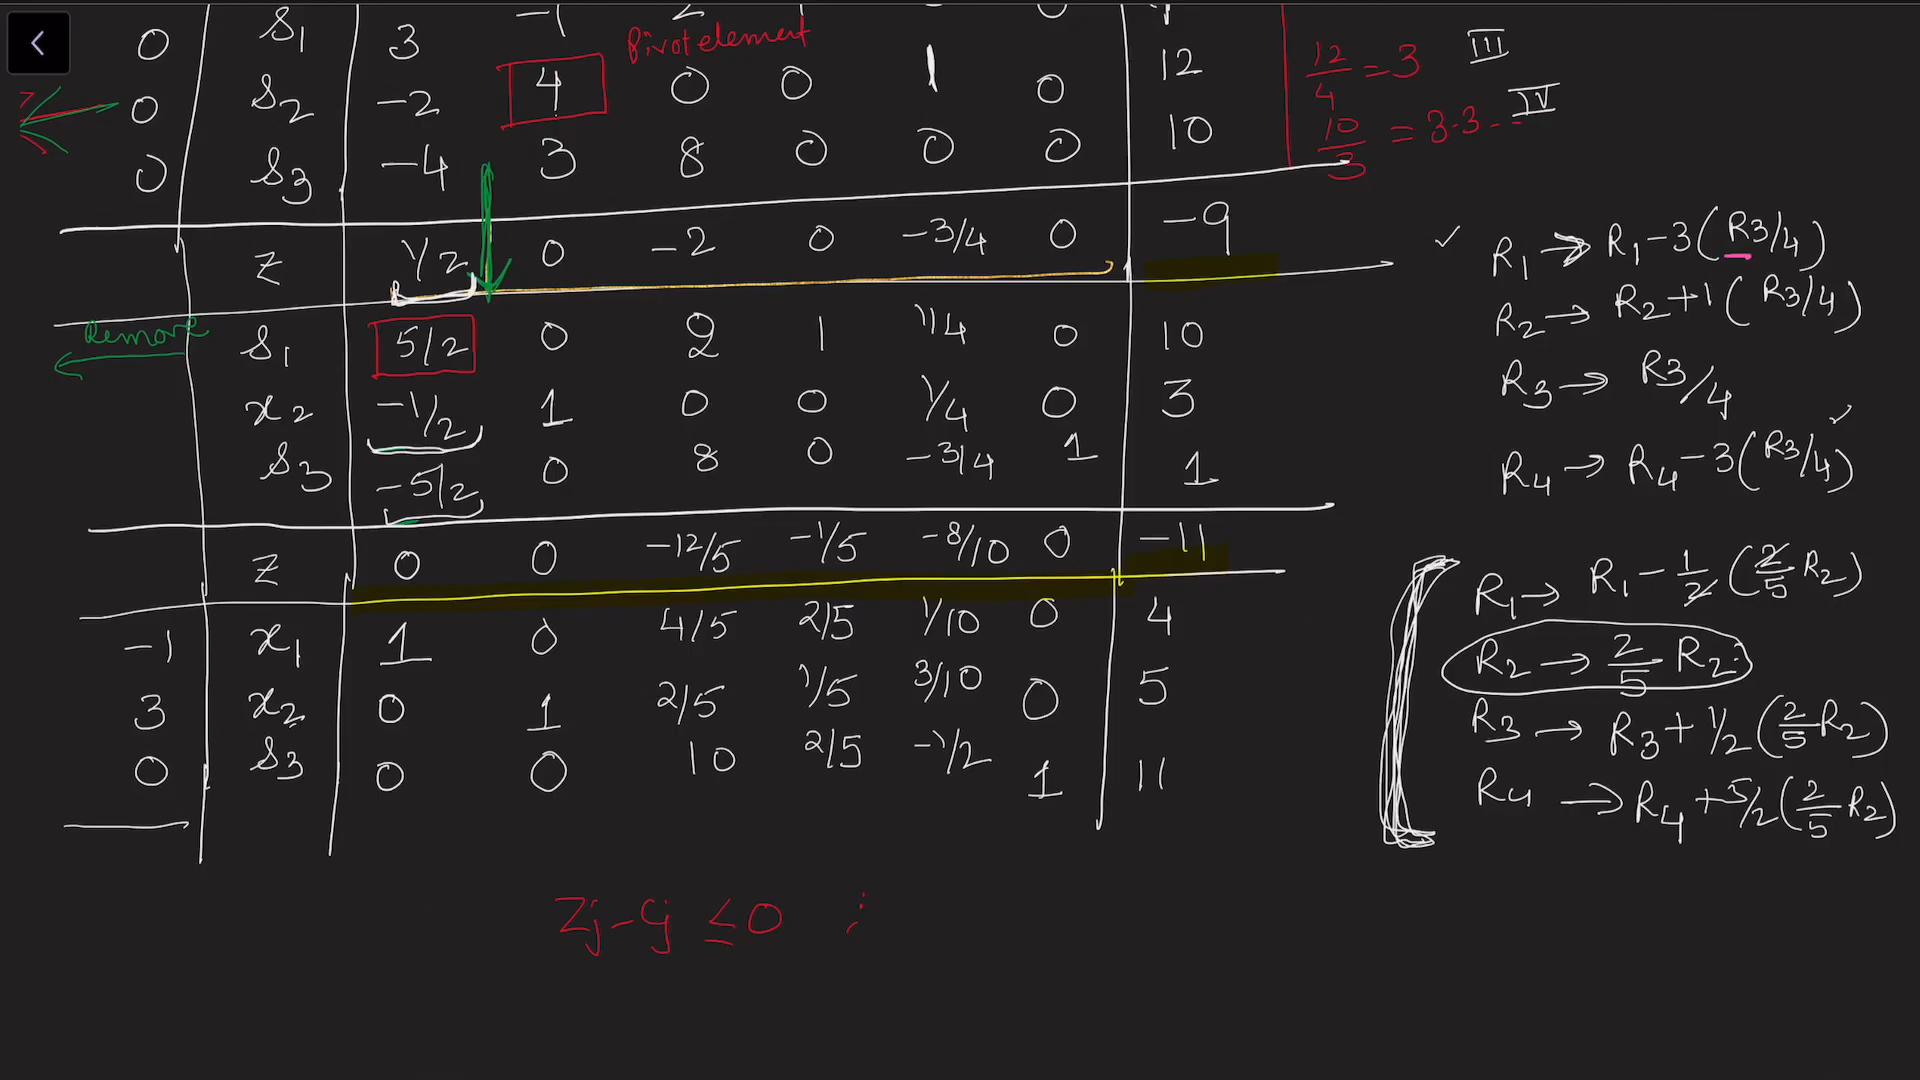 0 s1 3 -1 2 0 Pivot element
0 s2 -2 4 0 0 1 0 12 12/4 = 3 III
0 s3 -4 3 8 0 0 0 10 10/3 = 3.3-- IV
z 1/2 0 -2 0 -3/4 0 -9
Remove s1 5/2 0 2 1 1/4 0 10
x2 -1/2 1 0 0 1/4 0 3
s3 -5/2 0 8 0 -3/4 1 1
z 0 0 -12/5 -1/5 -8/10 0 -11
-1 x1 1 0 4/5 2/5 1/10 0 4
3 x2 0 1 2/5 1/5 3/10 0 5
0 s3 0 0 10 2/5 -1/2 1 11
✓ R1 → R1-3(R3/4)
R2 → R2+1(R3/4)
R3 → R3/4
R4 → R4-3(R3/4) ✓
R1 → R1-1/2(2/5 R2)
R2 → 2/5 R2
R3 → R3+1/2(2/5 R2)
R4 → R4+5/2(2/5 R2)
Zj-Cj ≤0